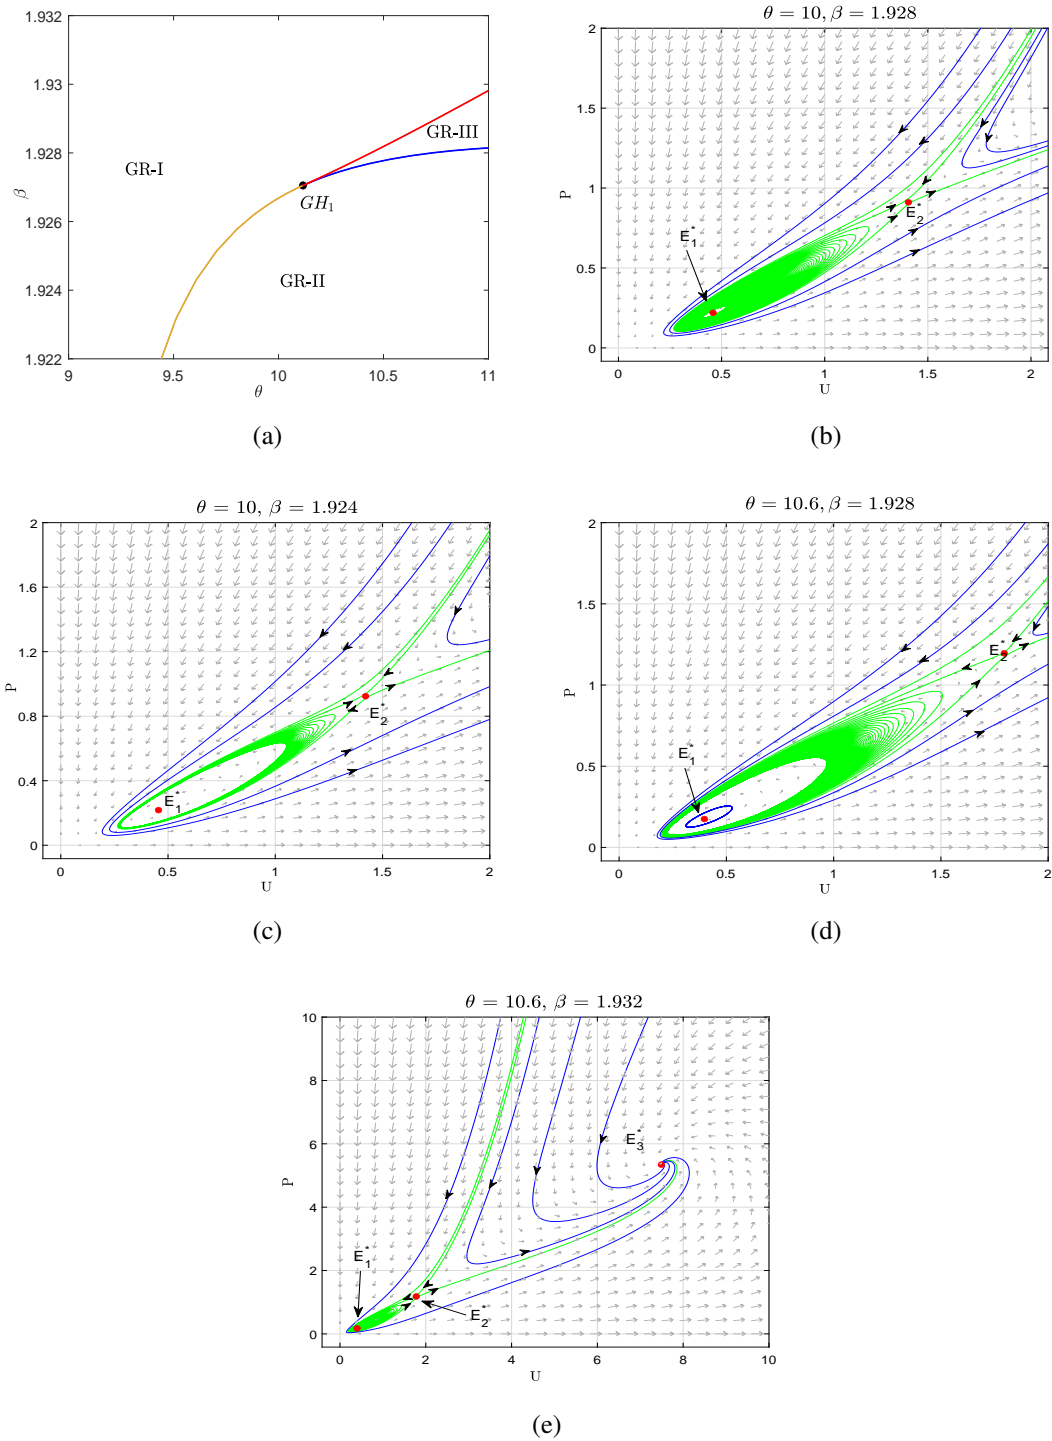 1.932
1.93
1.928
1.926
1.924
1.922
β
GR-I
GR-II
GR-III
GH₁
9
9.5
10
10.5
11
θ
(a)
θ = 10, β = 1.928
2
1.5
1
0.5
0
P
E₁*
E₂*
0
0.5
1
1.5
2
U
(b)
θ = 10, β = 1.924
2
1.6
1.2
0.8
0.4
0
P
E₁*
E₂*
0
0.5
1
1.5
2
U
(c)
θ = 10.6, β = 1.928
2
1.5
1
0.5
0
P
E₁*
E₂*
0
0.5
1
1.5
2
U
(d)
θ = 10.6, β = 1.932
10
8
6
4
2
0
P
E₁*
E₂*
E₃*
0
2
4
6
8
10
U
(e)